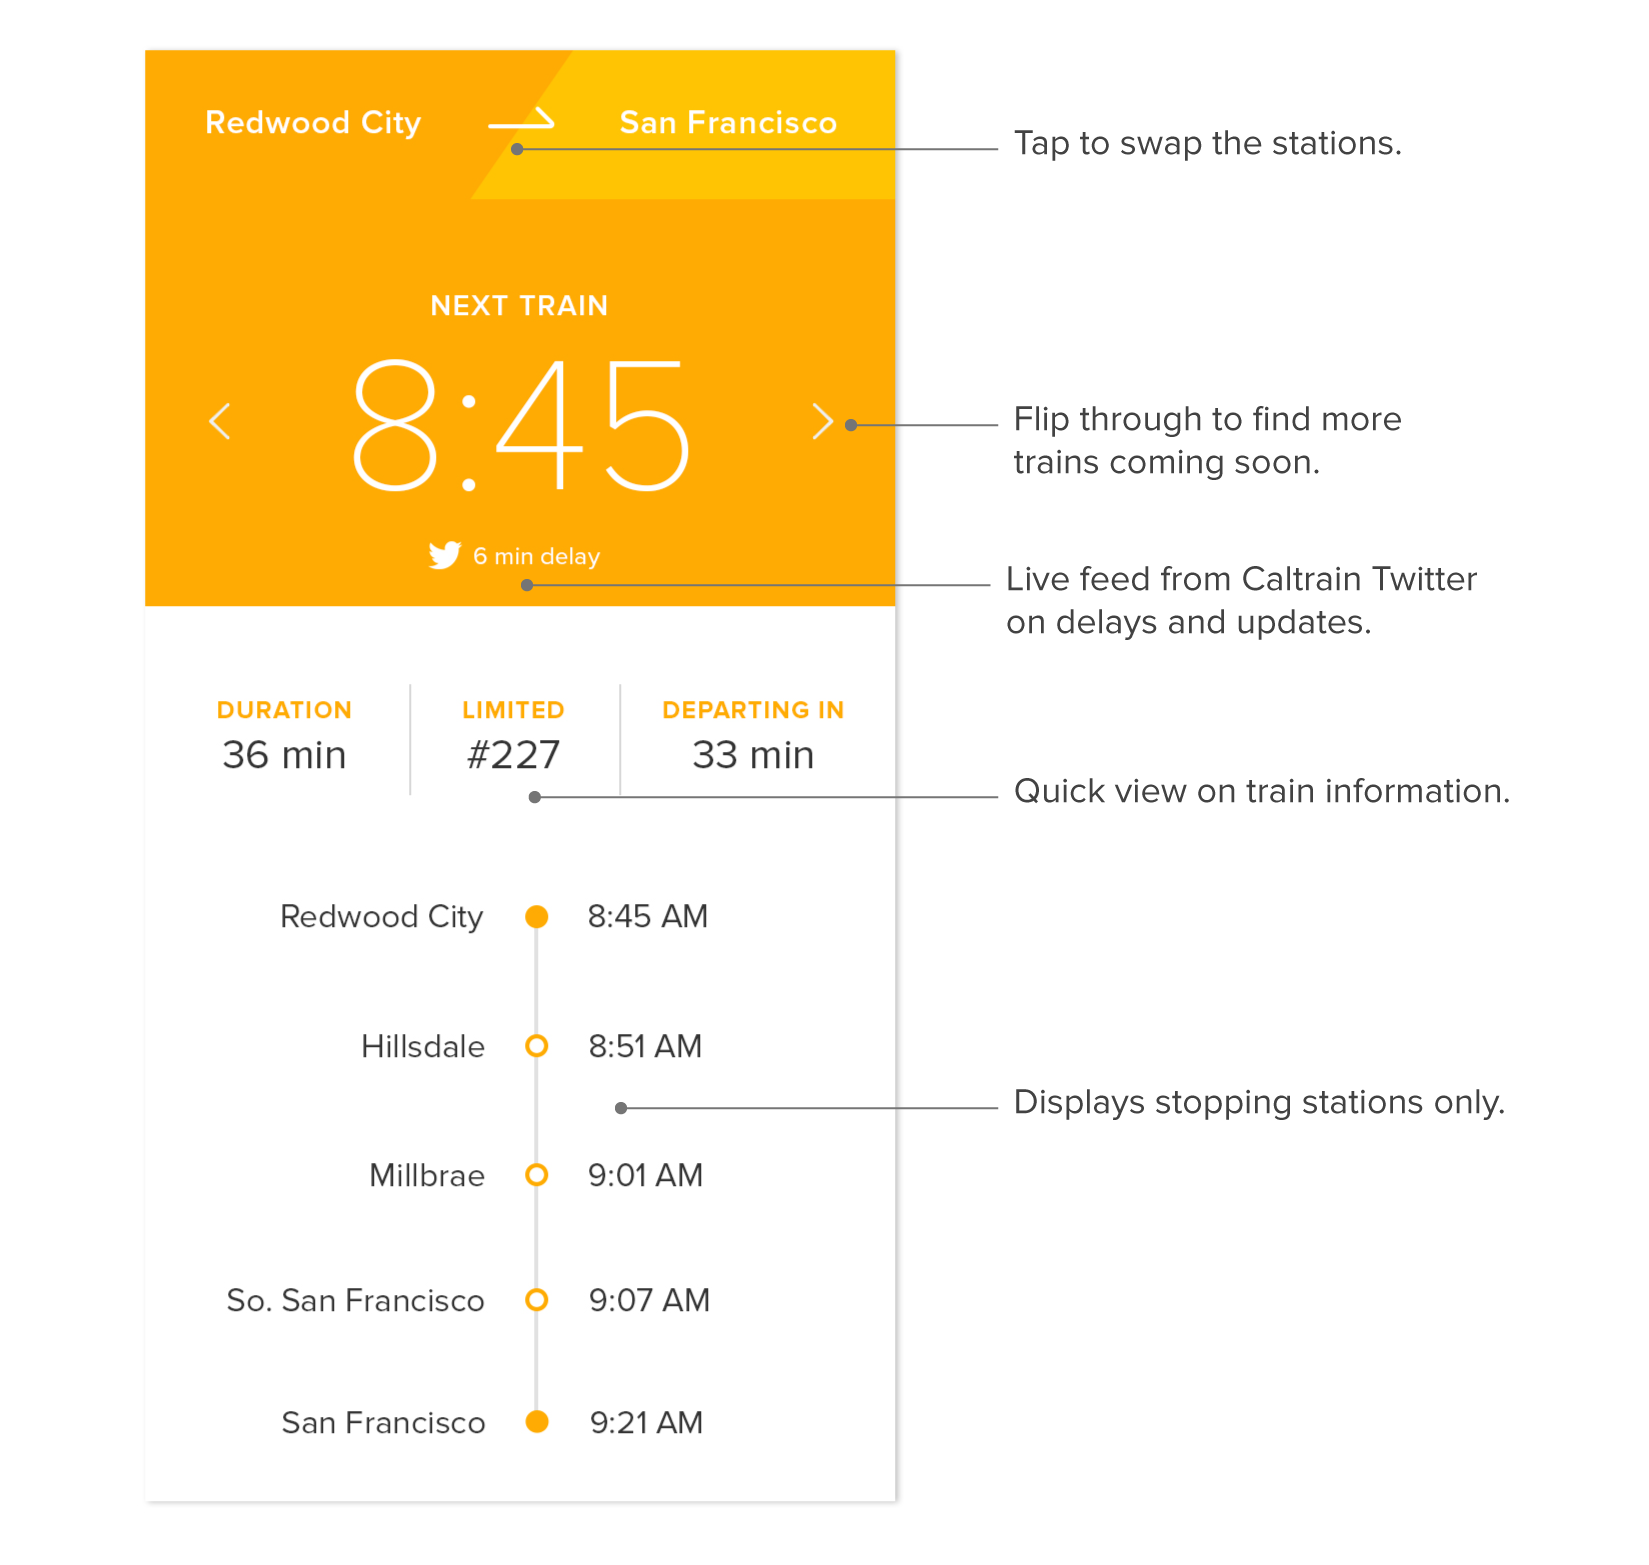 Redwood City
San Francisco
Tap to swap the stations.
NEXT TRAIN
8:45
Flip through to find more
trains coming soon.
6 min delay
Live feed from Caltrain Twitter
on delays and updates.
DURATION
36 min
LIMITED
#227
DEPARTING IN
33 min
Quick view on train information.
Redwood City 8:45 AM
Hillsdale 8:51 AM
Displays stopping stations only.
Millbrae 9:01 AM
So. San Francisco 9:07 AM
San Francisco 9:21 AM